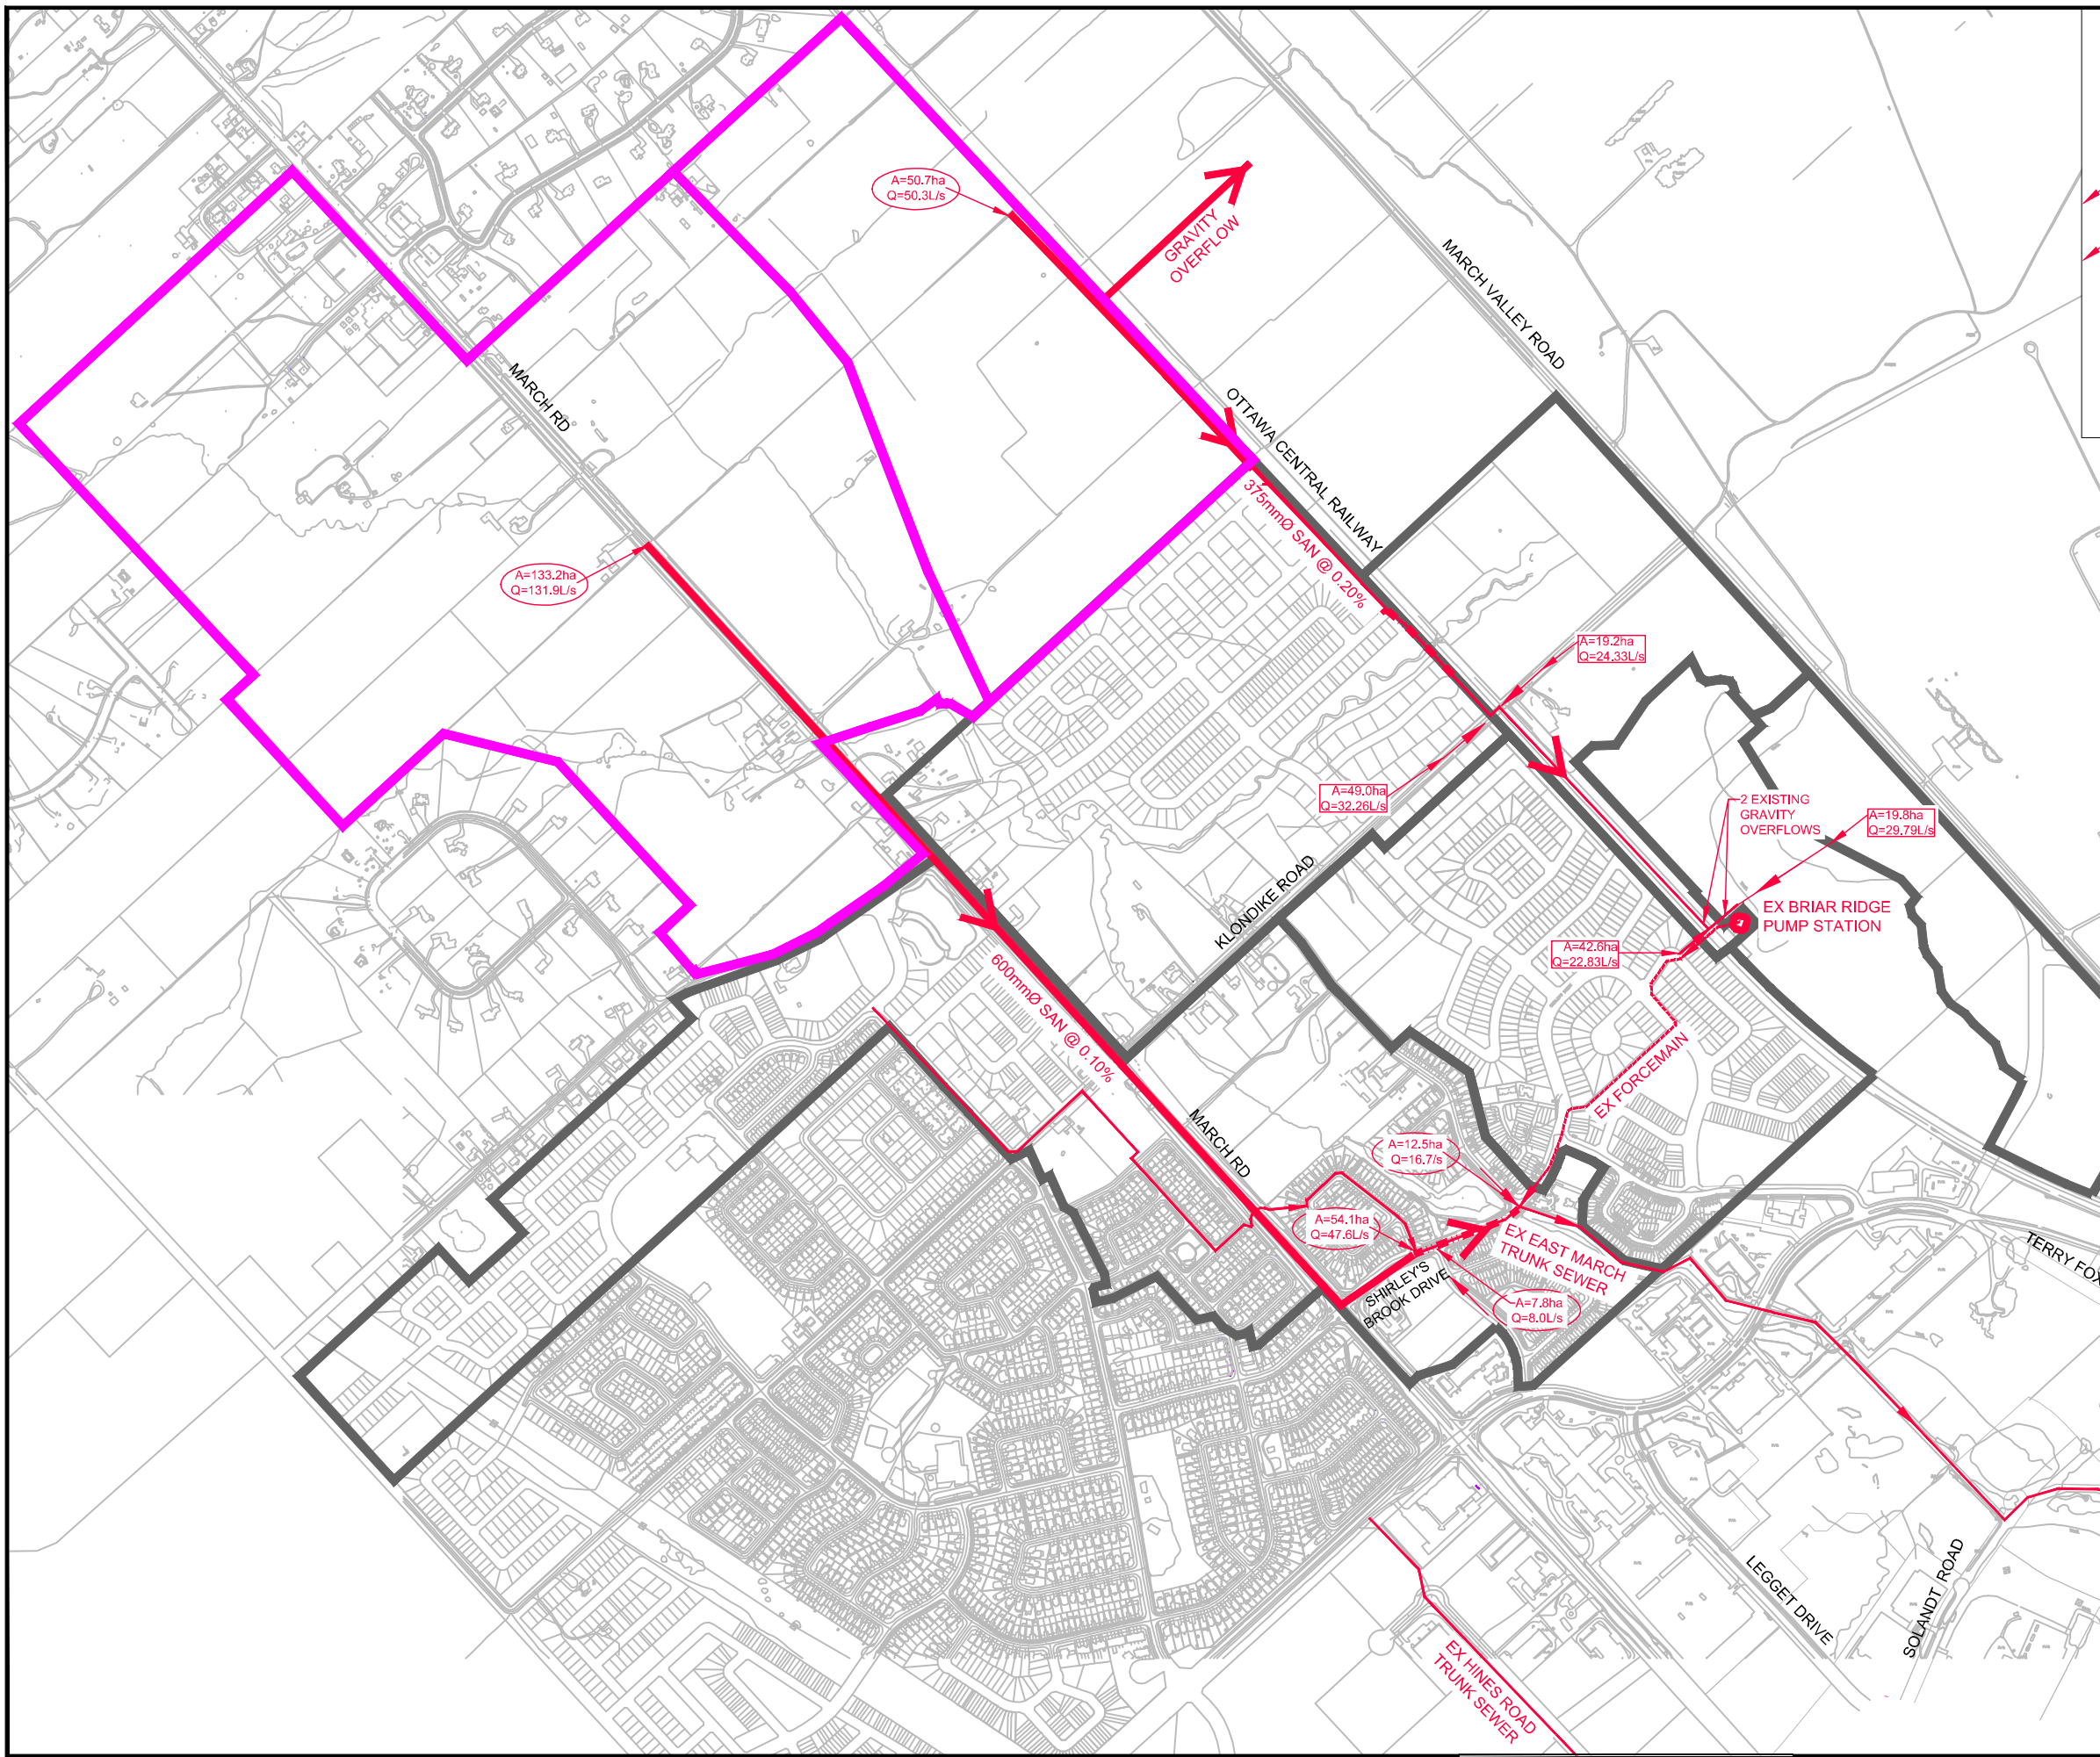 A=50.7ha
Q=50.3L/s
GRAVITY
OVERFLOW
MARCH VALLEY ROAD
MARCH RD
OTTAWA CENTRAL RAILWAY
375mmØ SAN @ 0.20%
A=133.2ha
Q=131.9L/s
A=19.2ha
Q=24.33L/s
A=49.0ha
Q=32.26L/s
2 EXISTING
GRAVITY
OVERFLOWS
A=19.8ha
Q=29.79L/s
KLONDIKE ROAD
EX BRIAR RIDGE
PUMP STATION
A=42.6ha
Q=22.83L/s
600mmØ SAN @ 0.10%
EX FORCEMAIN
MARCH RD
A=12.5ha
Q=16.7/s
A=54.1ha
Q=47.6L/s
EX EAST MARCH
TRUNK SEWER
SHIRLEY'S
BROOK DRIVE
A=7.8ha
Q=8.0L/s
TERRY FOX
LEGGET DRIVE
SOLANDT ROAD
EX HINES ROAD
TRUNK SEWER